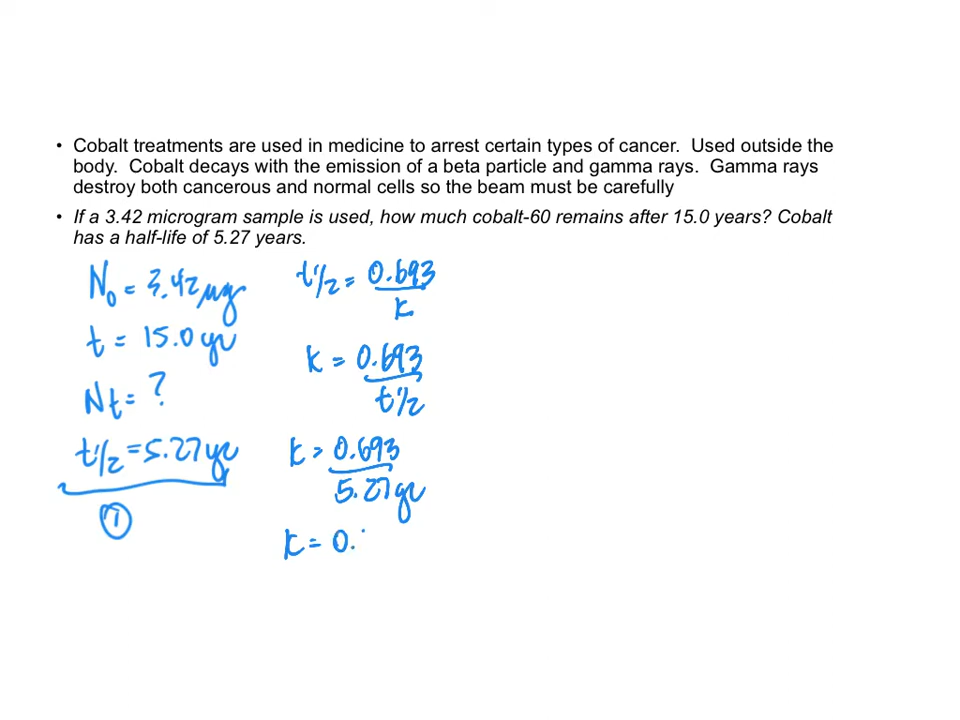 • Cobalt treatments are used in medicine to arrest certain types of cancer.  Used outside the
body.  Cobalt decays with the emission of a beta particle and gamma rays.  Gamma rays
destroy both cancerous and normal cells so the beam must be carefully
• If a 3.42 microgram sample is used, how much cobalt-60 remains after 15.0 years? Cobalt
has a half-life of 5.27 years.
N₀ = 3.42 µg
t = 15.0 yr
Nt = ?
t½ = 5.27 yr
①
t½ = 0.693
k
k = 0.693
t½
k = 0.693
5.27 yr
k = 0.